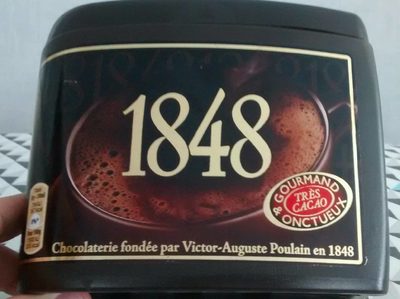 1848
GOURMAND
TRÈS
CACAO
& ONCTUEUX
Chocolaterie fondée par Victor-Auguste Poulain en 1848